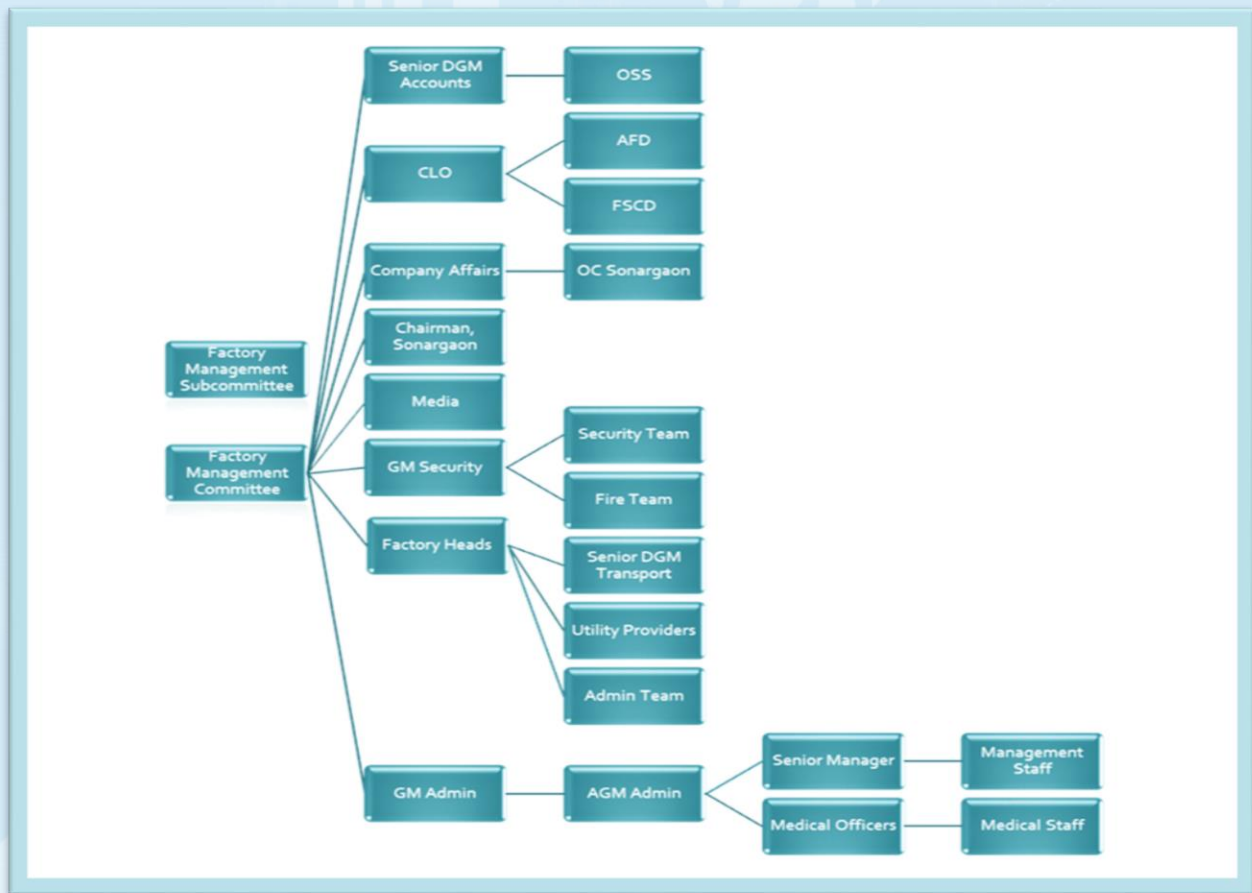 Factory
Management
Subcommittee
Factory
Management
Committee
Senior DGM
Accounts
OSS
CLO
AFD
FSCD
Company Affairs
OC Sonargaon
Chairman,
Sonargaon
Media
GM Security
Security Team
Fire Team
Factory Heads
Senior DGM
Transport
Utility Providers
Admin Team
GM Admin
AGM Admin
Senior Manager
Management
Staff
Medical Officers
Medical Staff